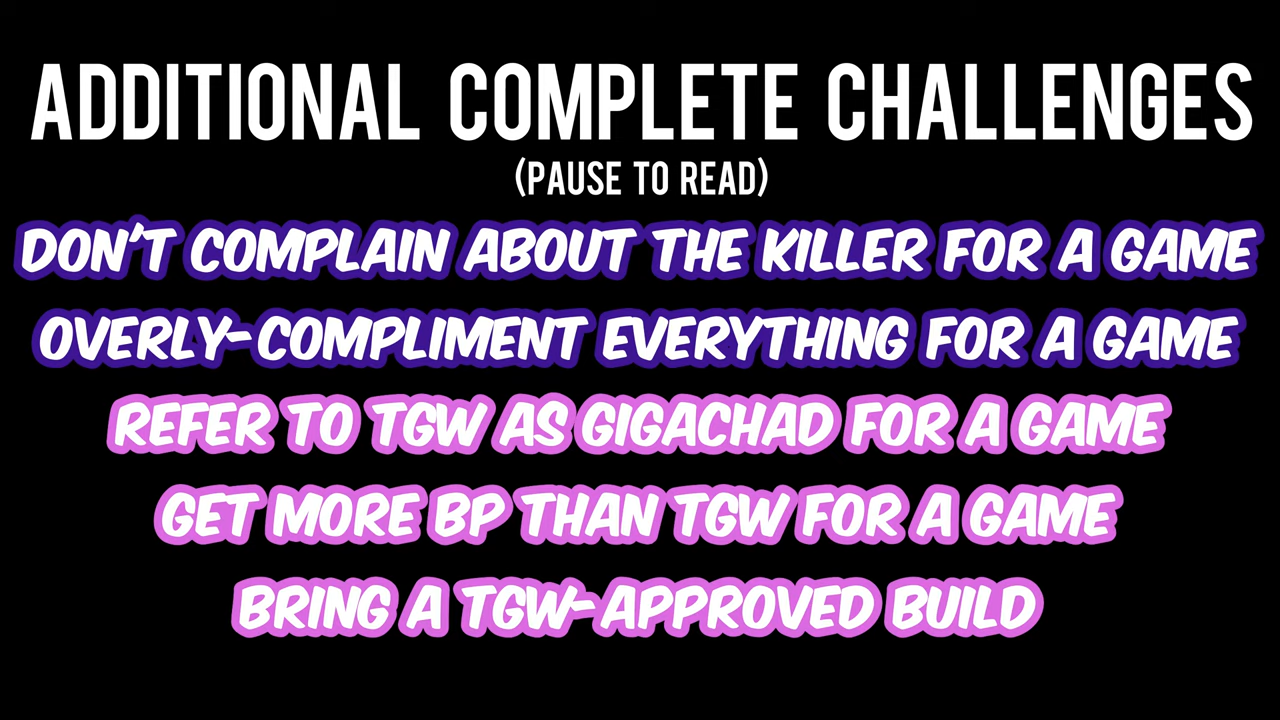 ADDITIONAL COMPLETE CHALLENGES
(PAUSE TO READ)
DON'T COMPLAIN ABOUT THE KILLER FOR A GAME
OVERLY-COMPLIMENT EVERYTHING FOR A GAME
REFER TO TGW AS GIGACHAD FOR A GAME
GET MORE BP THAN TGW FOR A GAME
BRING A TGW-APPROVED BUILD